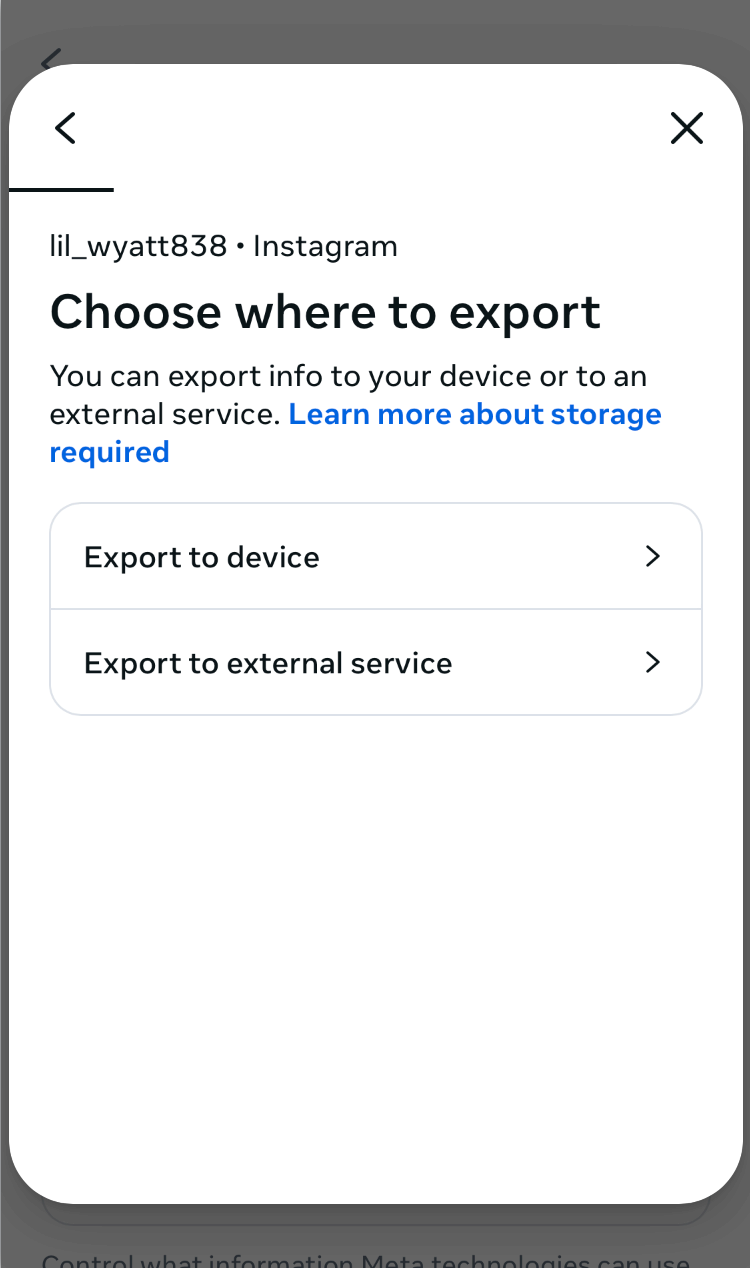 lil_wyatt838 • Instagram
Choose where to export
You can export info to your device or to an
external service. Learn more about storage
required
Export to device
Export to external service
Control what information Meta technologies can use